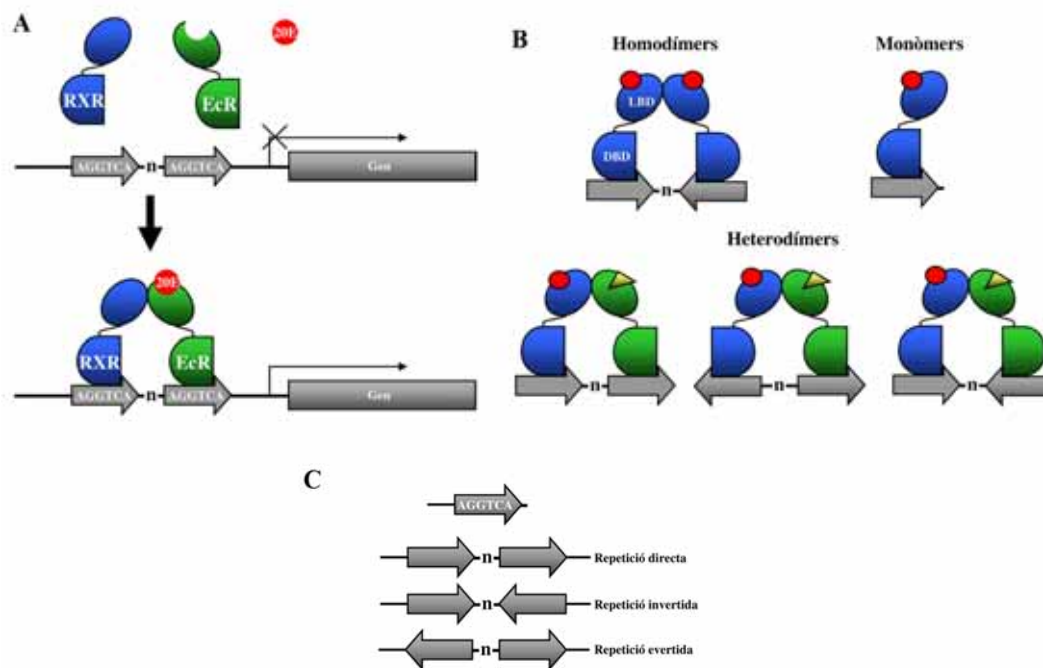 A
20E
RXR
EcR
AGGTCA n AGGTCA
Gen
20E
RXR
EcR
AGGTCA n AGGTCA
Gen
B
Homodímers
Monòmers
LBD
DBD
n
Heterodímers
n
n
n
C
AGGTCA
n Repetició directa
n Repetició invertida
n Repetició evertida